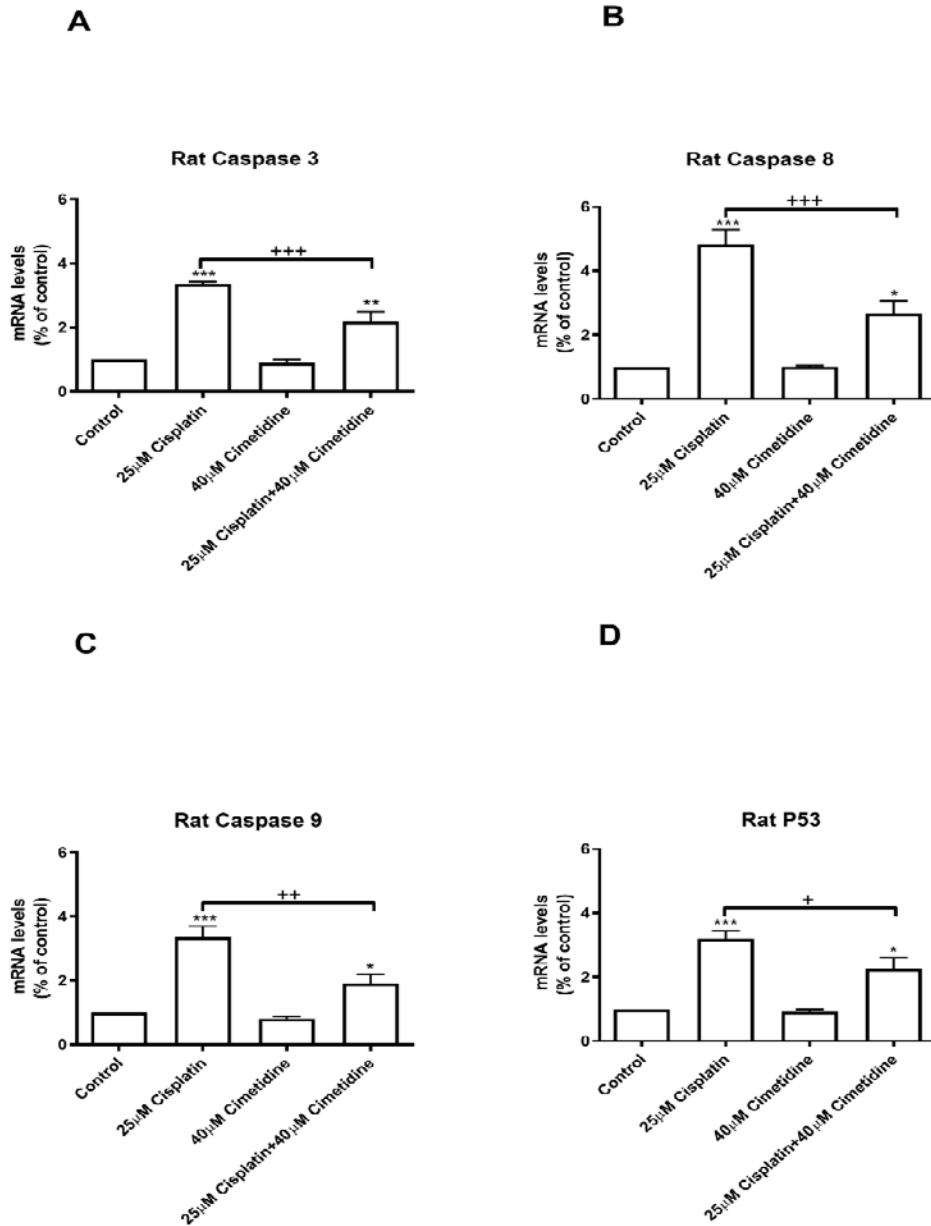 A
Rat Caspase 3
mRNA levels
(% of control)
6
4
2
0
+++
***
**
Control
25µM Cisplatin
40µM Cimetidine
25µM Cisplatin+40µM Cimetidine
B
Rat Caspase 8
mRNA levels
(% of control)
6
4
2
0
+++
***
*
Control
25µM Cisplatin
40µM Cimetidine
25µM Cisplatin+40µM Cimetidine
C
Rat Caspase 9
mRNA levels
(% of control)
6
4
2
0
++
***
*
Control
25µM Cisplatin
40µM Cimetidine
25µM Cisplatin+40µM Cimetidine
D
Rat P53
mRNA levels
(% of control)
6
4
2
0
+
***
*
Control
25µM Cisplatin
40µM Cimetidine
25µM Cisplatin+40µM Cimetidine